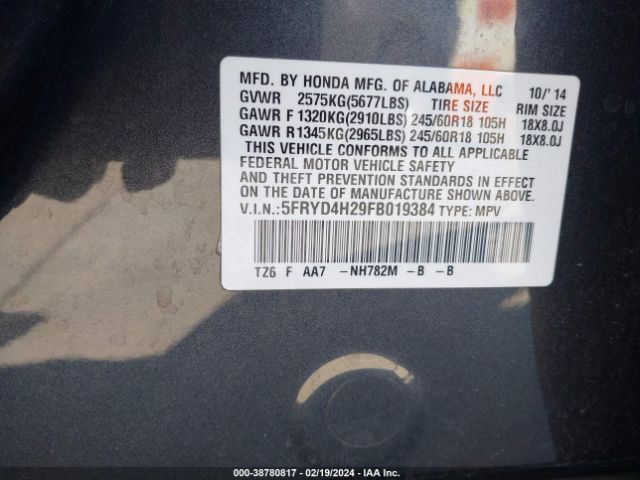 MFD. BY HONDA MFG. OF ALABAMA, LLC 10/'14
GVWR 2575KG(5677LBS) TIRE SIZE RIM SIZE
GAWR F 1320KG(2910LBS) 245/60R18 105H 18X8.0J
GAWR R1345KG(2965LBS) 245/60R18 105H 18X8.0J
THIS VEHICLE CONFORMS TO ALL APPLICABLE
FEDERAL MOTOR VEHICLE SAFETY
AND THEFT PREVENTION STANDARDS IN EFFECT
ON THE DATE OF MANUFACTURE SHOWN ABOVE.
V.I.N.:5FRYD4H29FB019384 TYPE: MPV
TZ6 F AA7 -NH782M -B -B
000-38780817 - 02/19/2024 - IAA Inc.